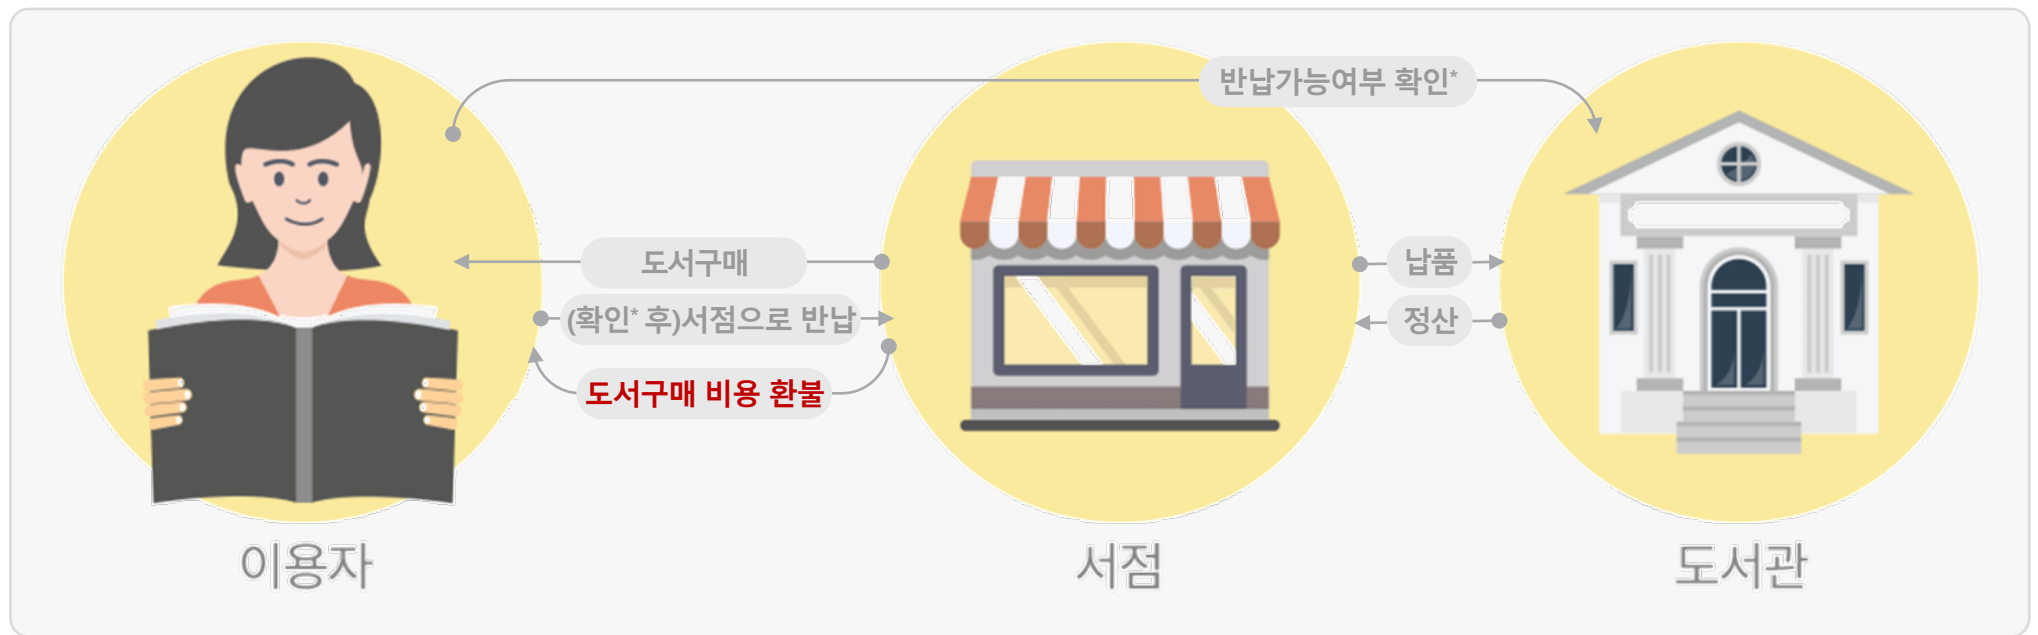 반납가능여부 확인*
도서구매
(확인* 후)서점으로 반납
도서구매 비용 환불
납품
정산
이용자
서점
도서관